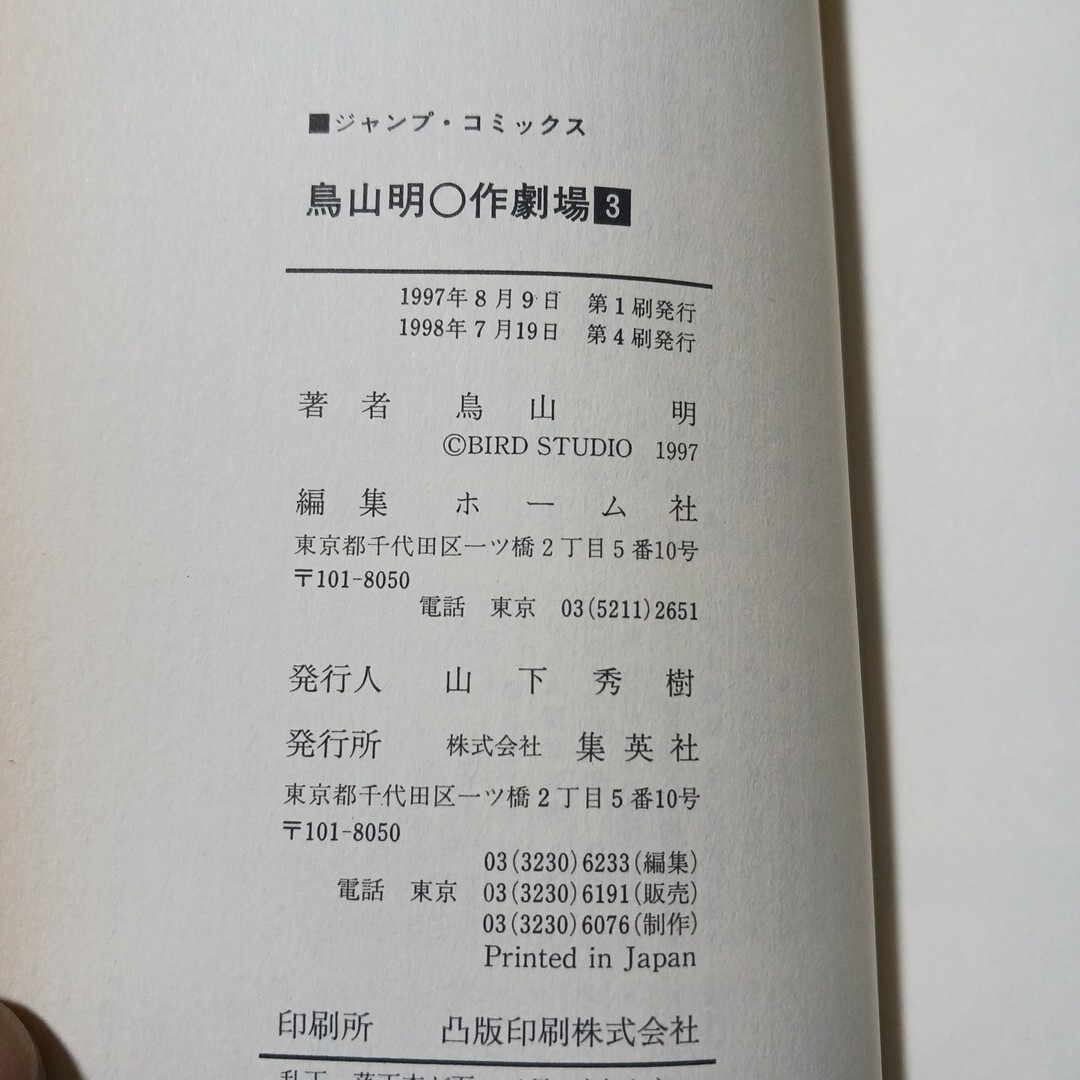 ■ジャンプ・コミックス
鳥山明〇作劇場3
1997年8月9日 第1刷発行
1998年7月19日 第4刷発行
著者 鳥山 明
©BIRD STUDIO 1997
編集 ホーム社
東京都千代田区一ツ橋2丁目5番10号
〒101-8050
電話 東京 03(5211)2651
発行人 山下秀樹
発行所 株式会社 集英社
東京都千代田区一ツ橋2丁目5番10号
〒101-8050
03(3230)6233(編集)
電話 東京 03(3230)6191(販売)
03(3230)6076(制作)
Printed in Japan
印刷所 凸版印刷株式会社